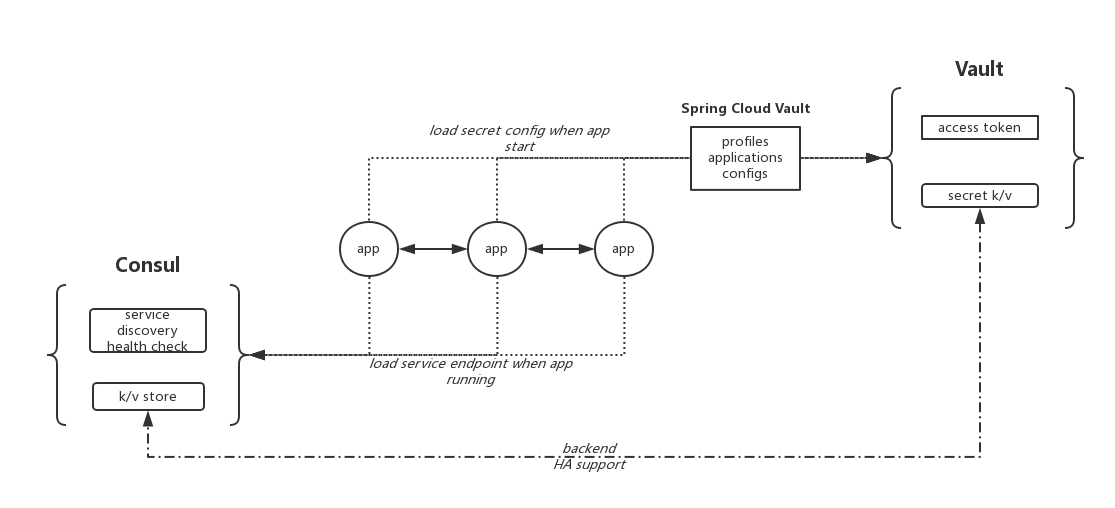 Vault
Spring Cloud Vault
access token
load secret config when app
start
profiles
applications
configs
secret k/v
app
app
app
Consul
service
discovery
health check
load service endpoint when app
running
k/v store
backend
HA support